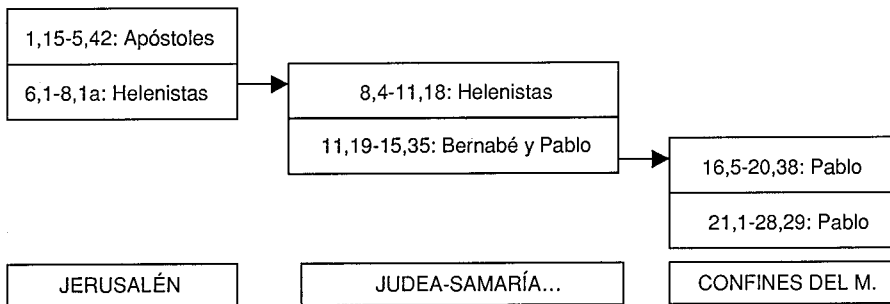 1,15-5,42: Apóstoles
6,1-8,1a: Helenistas
8,4-11,18: Helenistas
11,19-15,35: Bernabé y Pablo
16,5-20,38: Pablo
21,1-28,29: Pablo
JERUSALÉN
JUDEA-SAMARÍA...
CONFINES DEL M.